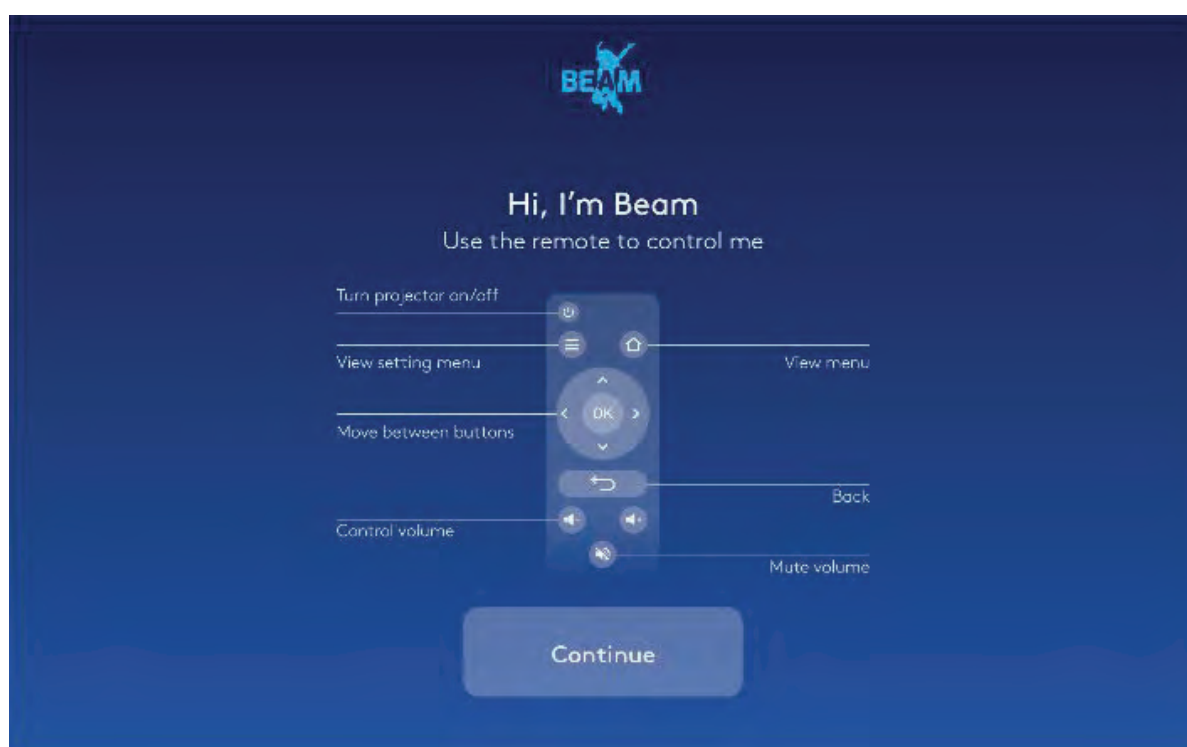 BEAM
Hi, I'm Beam
Use the remote to control me
Turn projector on/off
View setting menu
View menu
OK
Move between buttons
Back
Control volume
Mute volume
Continue